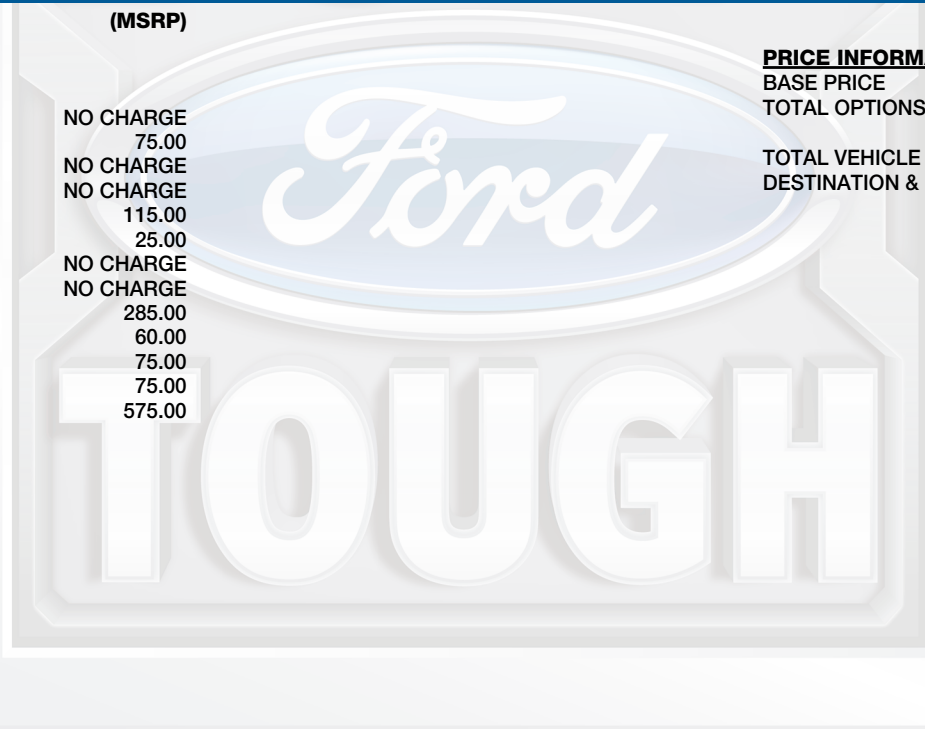 (MSRP)
NO CHARGE
75.00
NO CHARGE
NO CHARGE
115.00
25.00
NO CHARGE
NO CHARGE
285.00
60.00
75.00
75.00
575.00
PRICE INFORMA
BASE PRICE
TOTAL OPTIONS
TOTAL VEHICLE
DESTINATION &
Ford
TOUGH